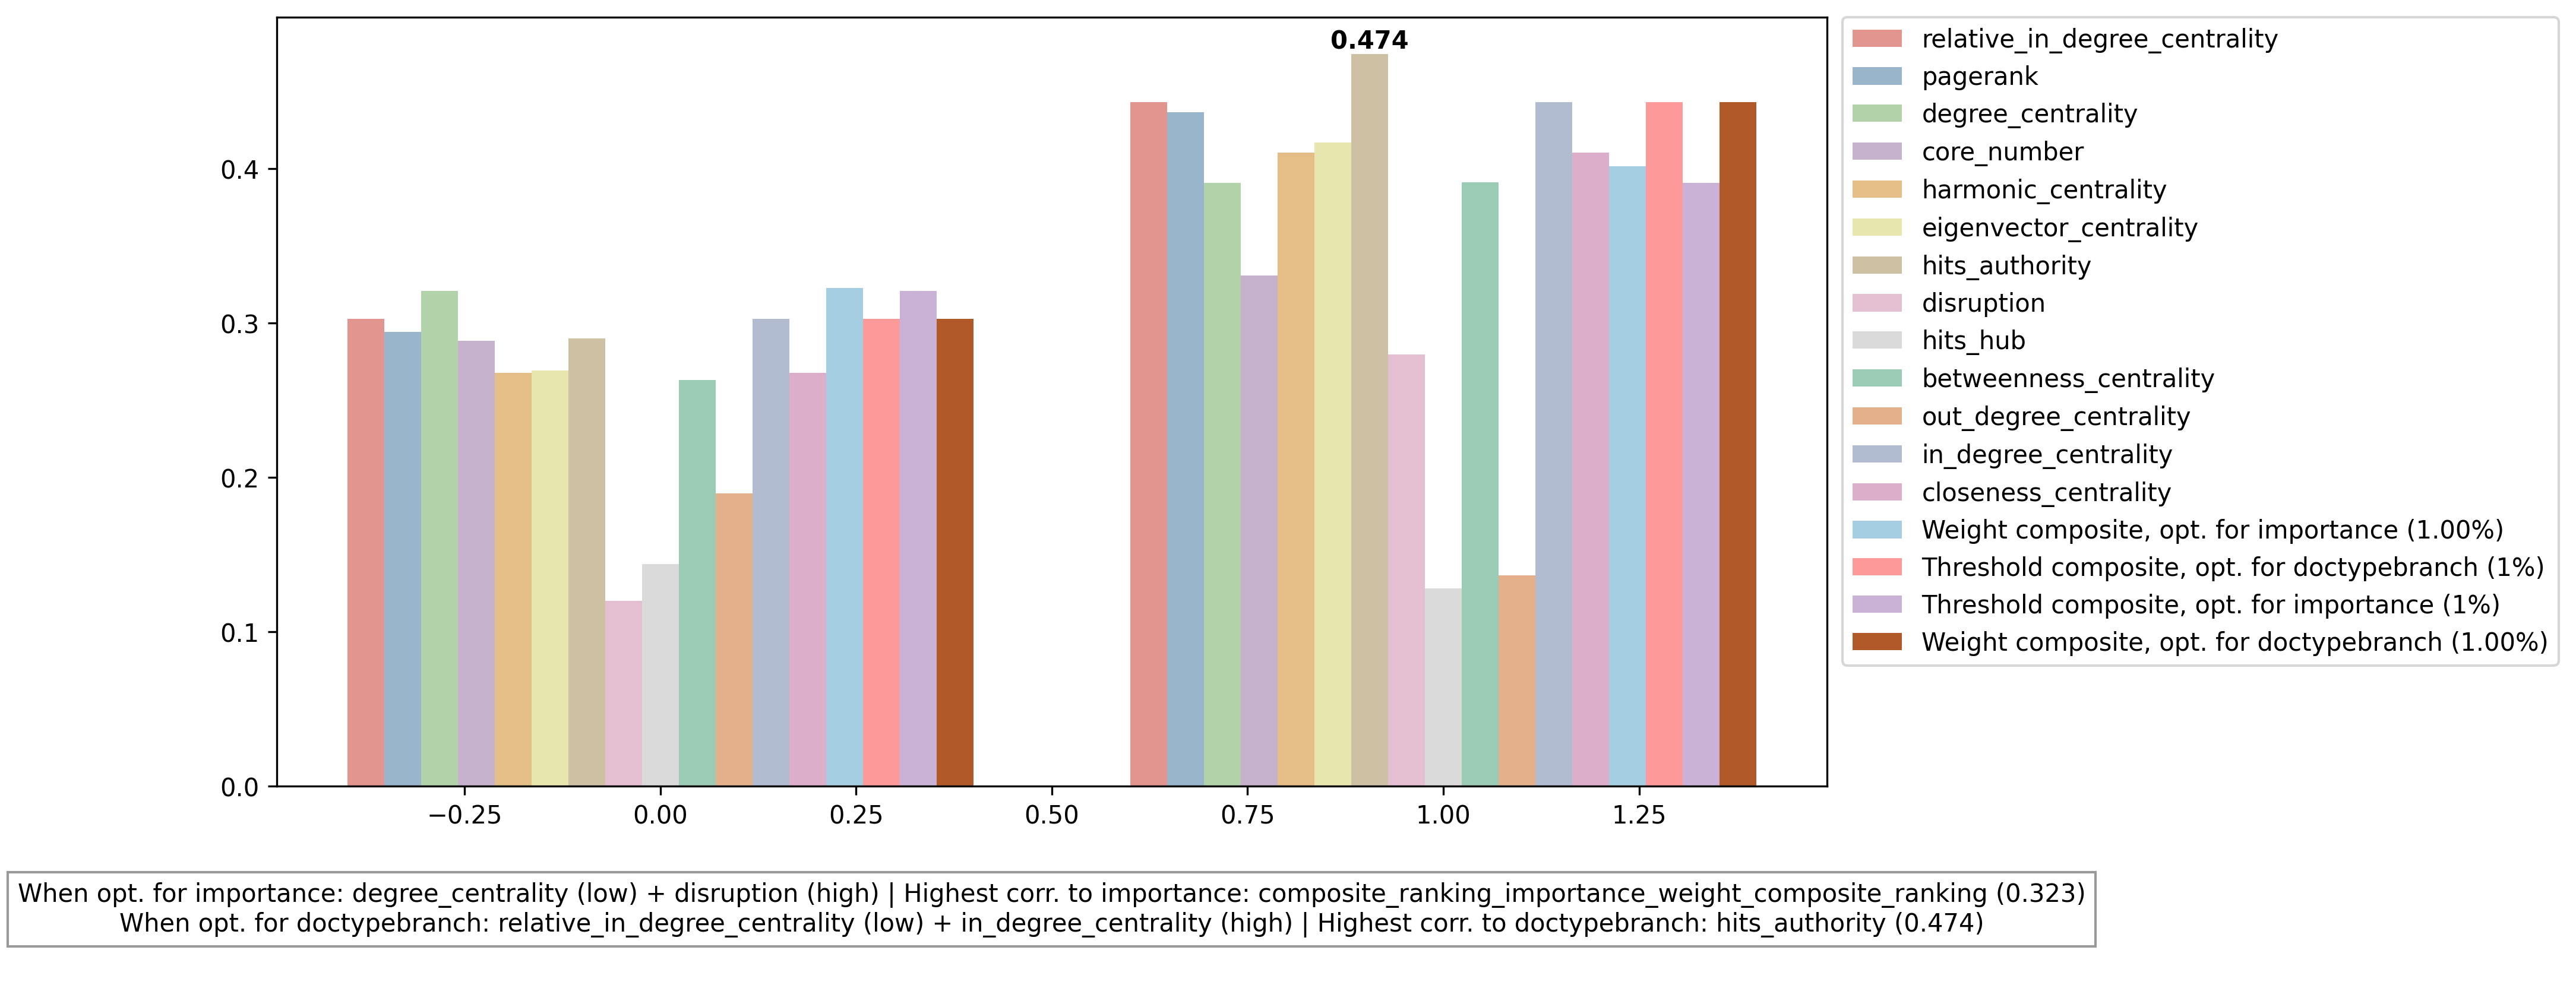 0.474
0.4
0.3
0.2
0.1
0.0
−0.25
0.00
0.25
0.50
0.75
1.00
1.25
relative_in_degree_centrality
pagerank
degree_centrality
core_number
harmonic_centrality
eigenvector_centrality
hits_authority
disruption
hits_hub
betweenness_centrality
out_degree_centrality
in_degree_centrality
closeness_centrality
Weight composite, opt. for importance (1.00%)
Threshold composite, opt. for doctypebranch (1%)
Threshold composite, opt. for importance (1%)
Weight composite, opt. for doctypebranch (1.00%)
When opt. for importance: degree_centrality (low) + disruption (high) | Highest corr. to importance: composite_ranking_importance_weight_composite_ranking (0.323)
When opt. for doctypebranch: relative_in_degree_centrality (low) + in_degree_centrality (high) | Highest corr. to doctypebranch: hits_authority (0.474)